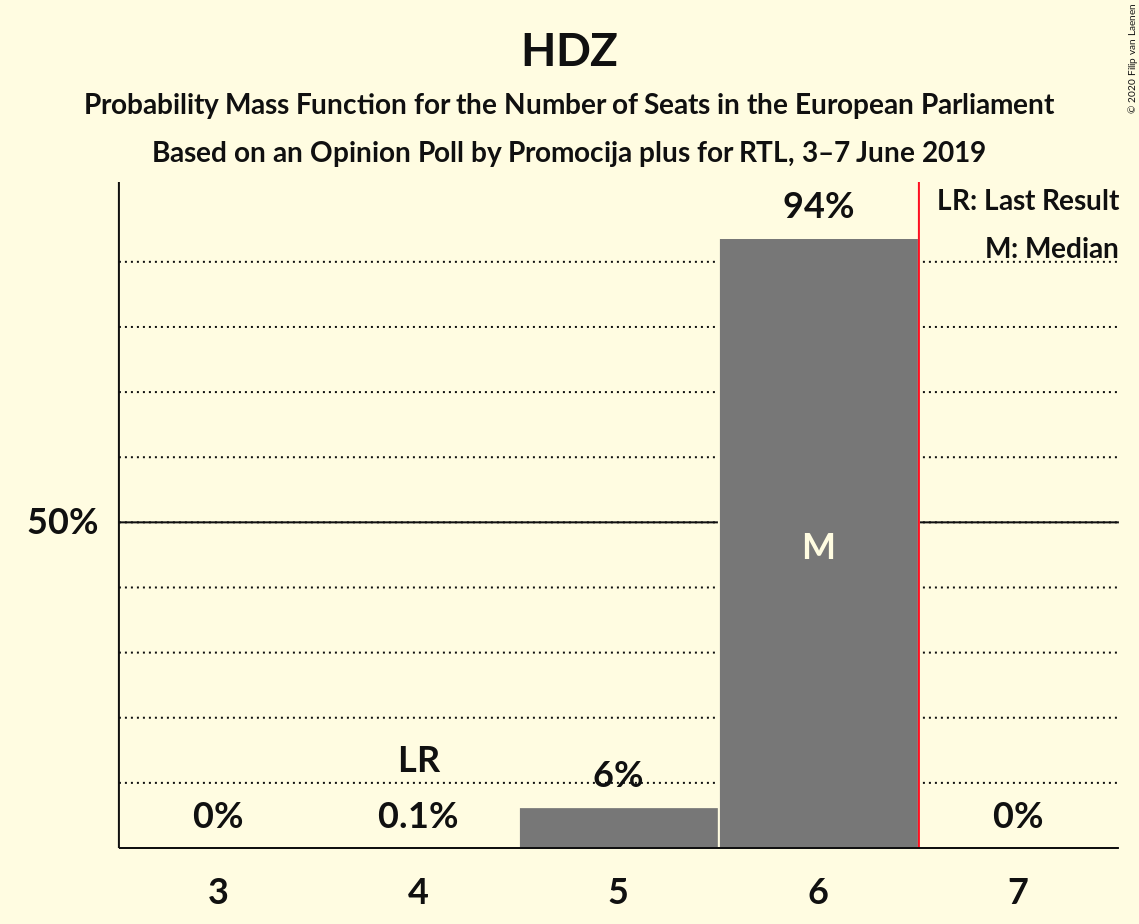 HDZ
Probability Mass Function for the Number of Seats in the European Parliament
Based on an Opinion Poll by Promocija plus for RTL, 3–7 June 2019
© 2020 Filip van Laenen
94%
LR: Last Result
M: Median
50%
M
LR
6%
0%
0.1%
0%
3
4
5
6
7